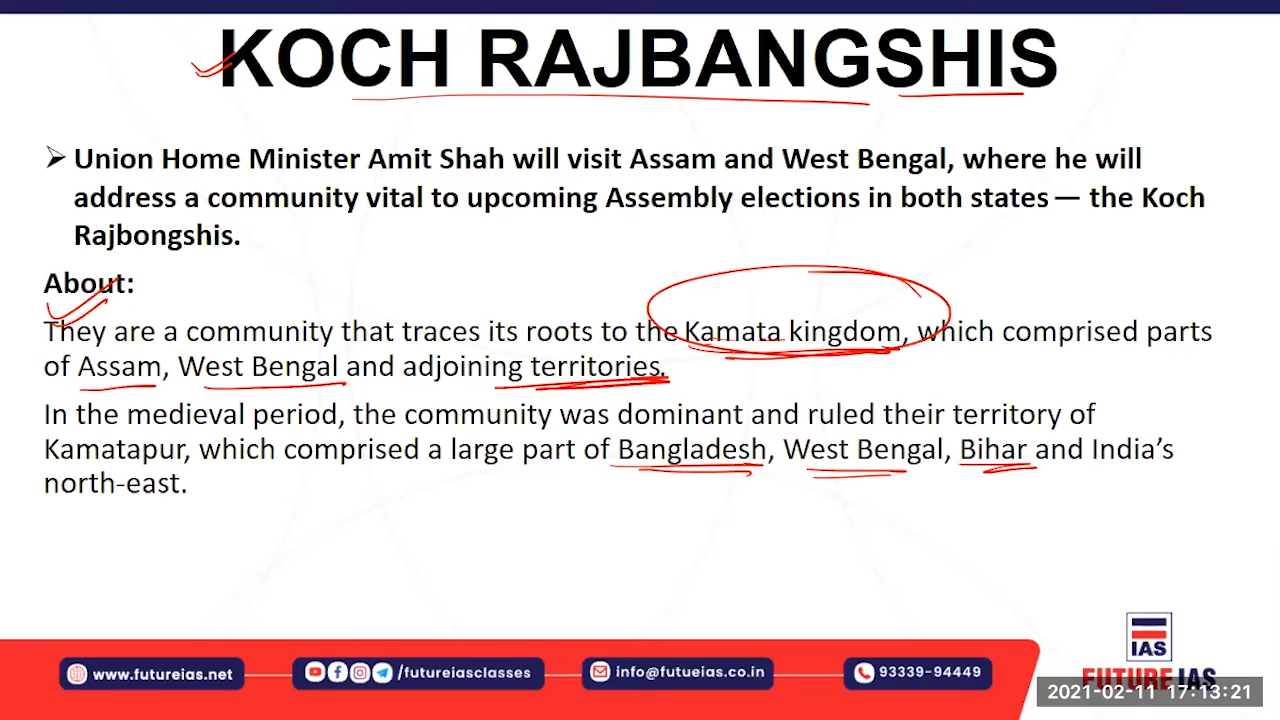 KOCH RAJBANGSHIS
➢ Union Home Minister Amit Shah will visit Assam and West Bengal, where he will
address a community vital to upcoming Assembly elections in both states — the Koch
Rajbongshis.
About:
They are a community that traces its roots to the Kamata kingdom, which comprised parts
of Assam, West Bengal and adjoining territories.
In the medieval period, the community was dominant and ruled their territory of
Kamatapur, which comprised a large part of Bangladesh, West Bengal, Bihar and India’s
north-east.
IAS
FUTURE IAS
www.futureias.net
/futureiasclasses
info@futueias.co.in
93339-94449
2021-02-11 17:13:21